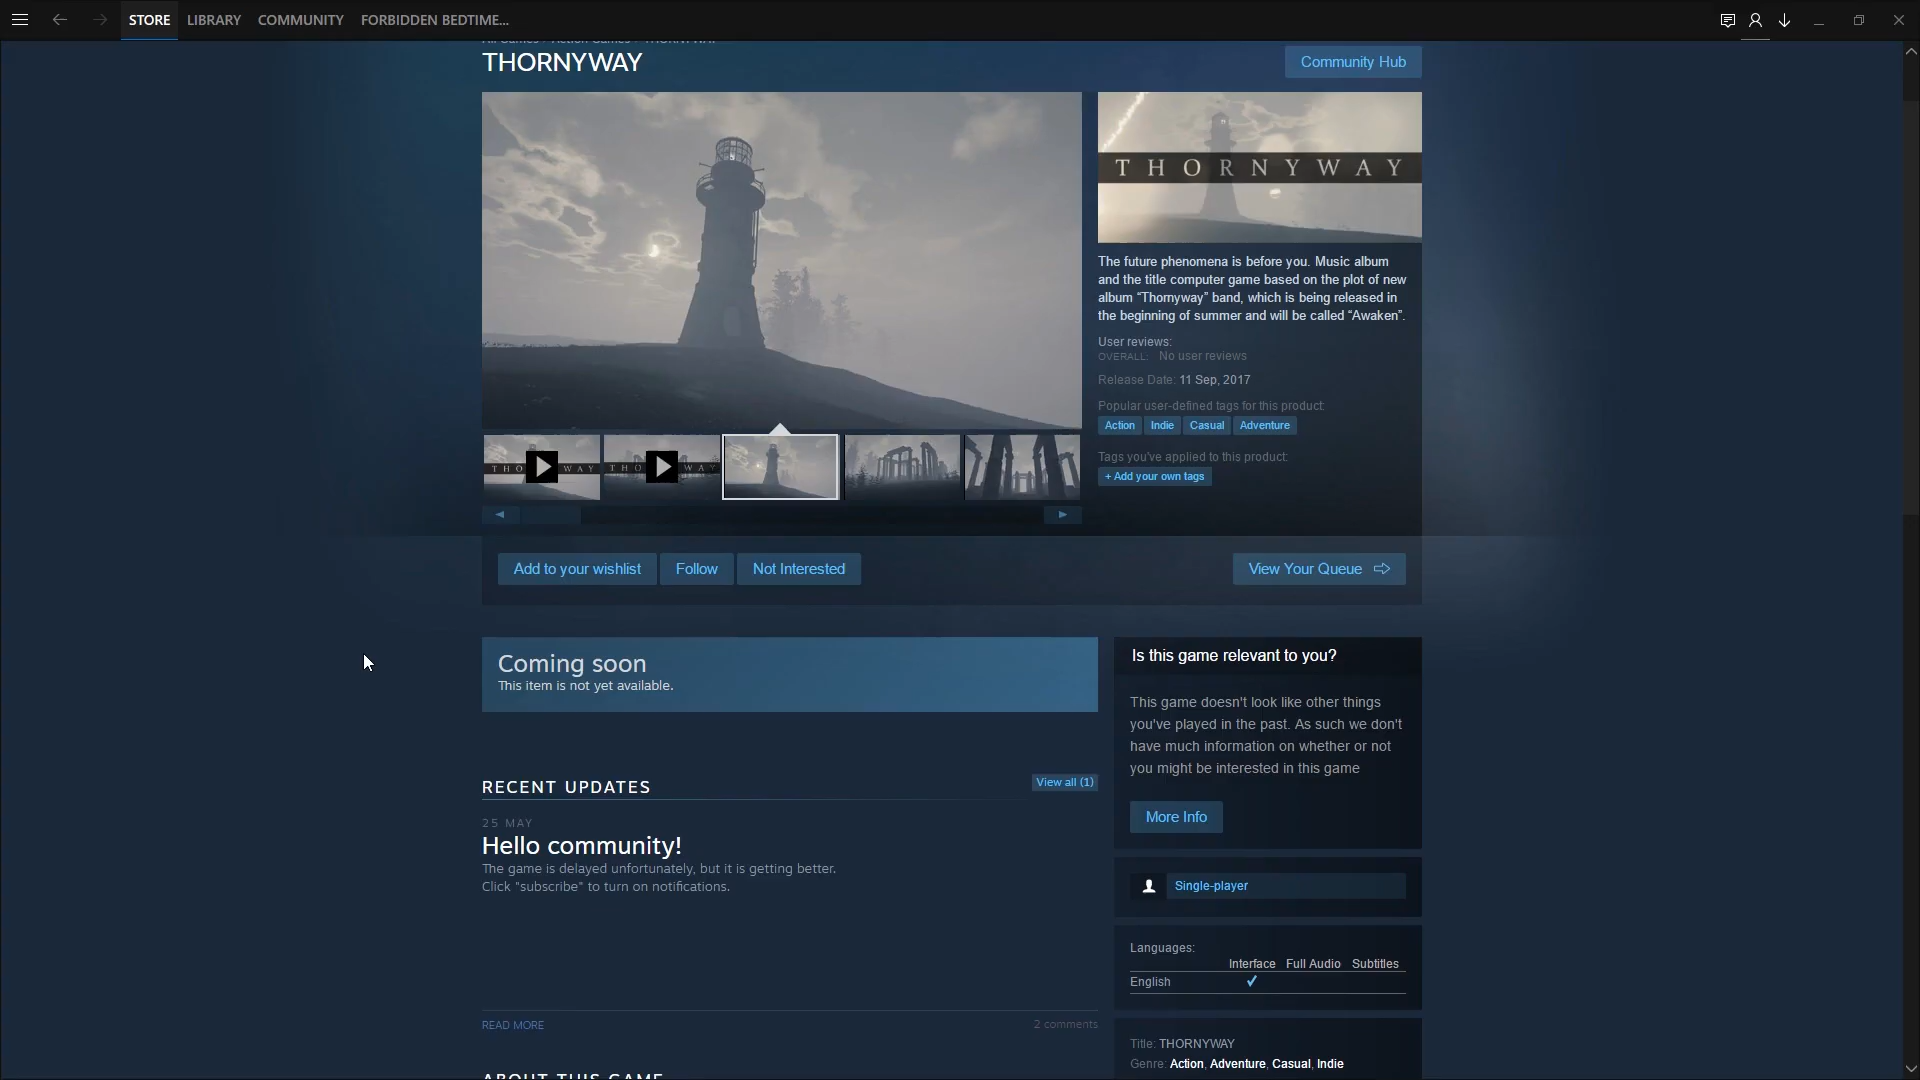 STORE LIBRARY COMMUNITY FORBIDDEN BEDTIME...
THORNYWAY
Community Hub
THORNYWAY
The future phenomena is before you. Music album
and the title computer game based on the plot of new
album “Thornyway” band, which is being released in
the beginning of summer and will be called “Awaken”.
User reviews:
OVERALL: No user reviews
Release Date: 11 Sep, 2017
Popular user-defined tags for this product:
Action Indie Casual Adventure
Tags you've applied to this product:
+ Add your own tags
Add to your wishlist Follow Not Interested
View Your Queue
Coming soon
This item is not yet available.
RECENT UPDATES
View all (1)
25 MAY
Hello community!
The game is delayed unfortunately, but it is getting better.
Click "subscribe" to turn on notifications.
READ MORE
2 comments
ABOUT THIS GAME
Is this game relevant to you?
This game doesn't look like other things
you've played in the past. As such we don't
have much information on whether or not
you might be interested in this game
More Info
Single-player
Languages:
Interface Full Audio Subtitles
English
Title: THORNYWAY
Genre: Action, Adventure, Casual, Indie